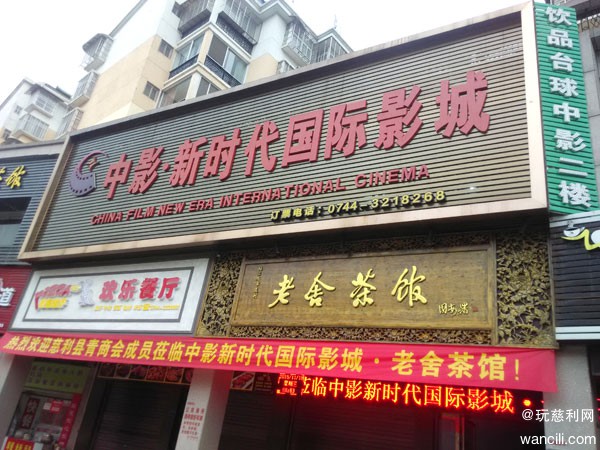 中影·新时代国际影城
CHINA FILM NEW ERA INTERNATIONAL CINEMA
订票电话：0744-3218268
饮品台球中影二楼
欢乐餐厅
老舍茶馆
热烈欢迎慈利县青商会成员莅临中影新时代国际影城·老舍茶馆！
莅临中影新时代国际影城·
@玩慈利网
wancili.com